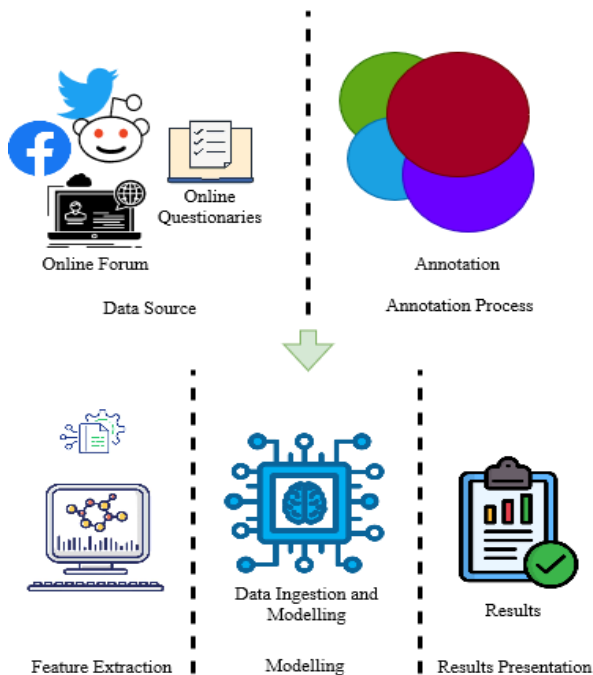 Online
Questionaries
Online Forum
Data Source
Annotation
Annotation Process
Data Ingestion and
Modelling
Results
Feature Extraction
Modelling
Results Presentation